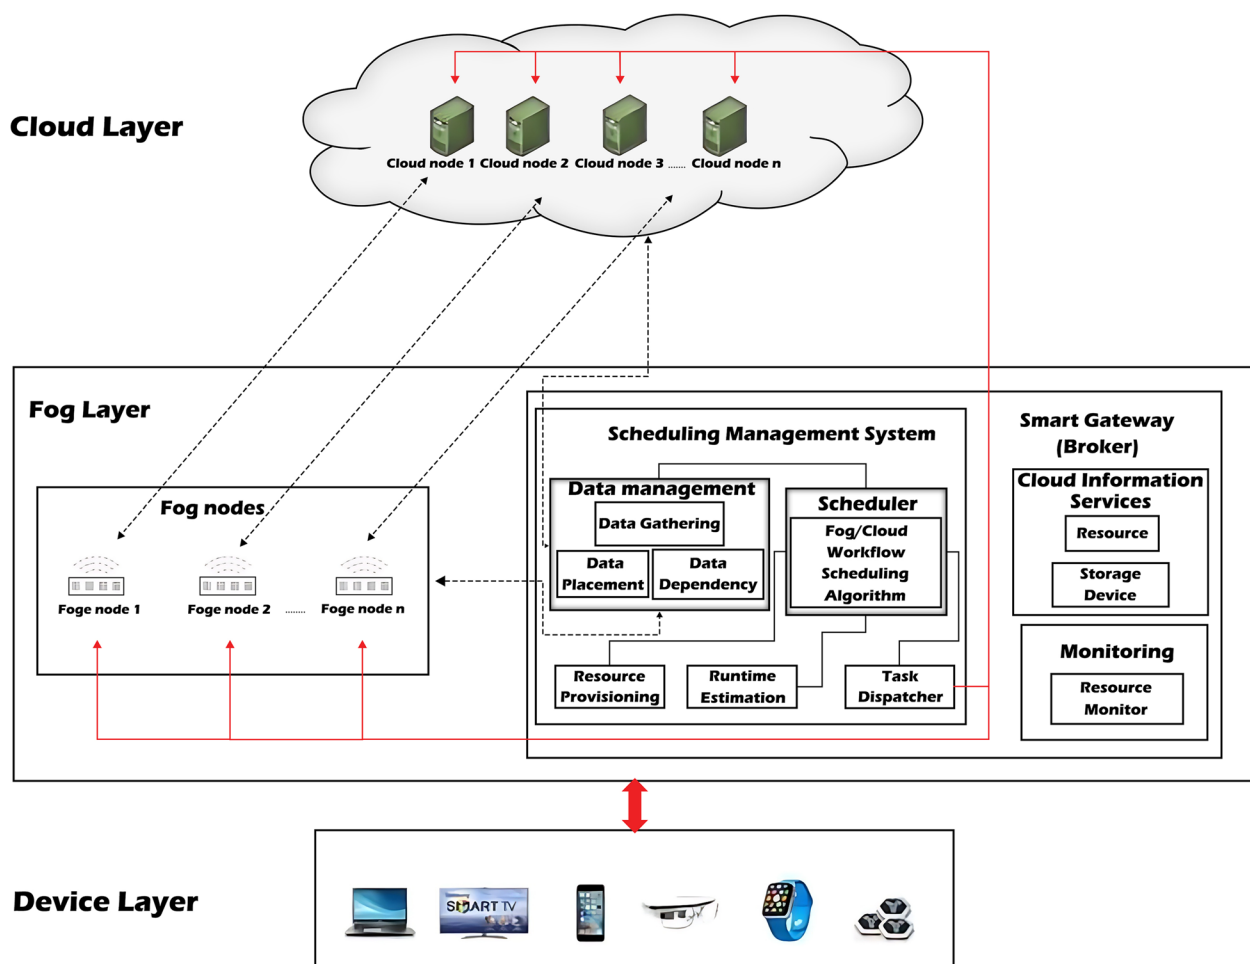 Cloud Layer
Cloud node 1
Cloud node 2
Cloud node 3 ......
Cloud node n
Fog Layer
Fog nodes
Foge node 1
Foge node 2 ........
Foge node n
Scheduling Management System
Data management
Data Gathering
Data
Placement
Data
Dependency
Scheduler
Fog/Cloud
Workflow
Scheduling
Algorithm
Resource
Provisioning
Runtime
Estimation
Task
Dispatcher
Smart Gateway
(Broker)
Cloud Information
Services
Resource
Storage
Device
Monitoring
Resource
Monitor
Device Layer
SMART TV